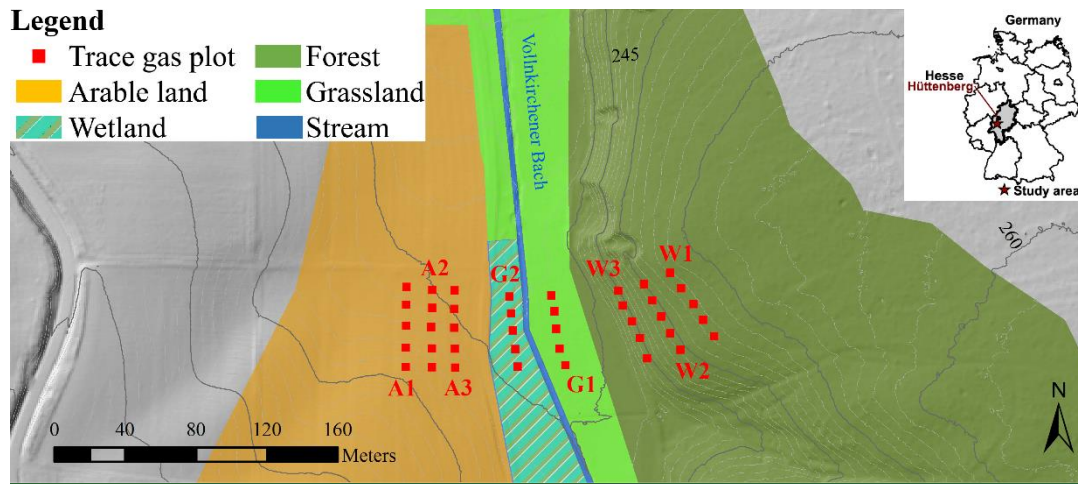 Legend
Trace gas plot
Forest
Arable land
Grassland
Wetland
Stream
Vollnkirchener Bach
245
260
Germany
Hesse
Hüttenberg
Study area
A2
G2
W3
W1
A1
A3
G1
W2
N
0 40 80 120 160
Meters